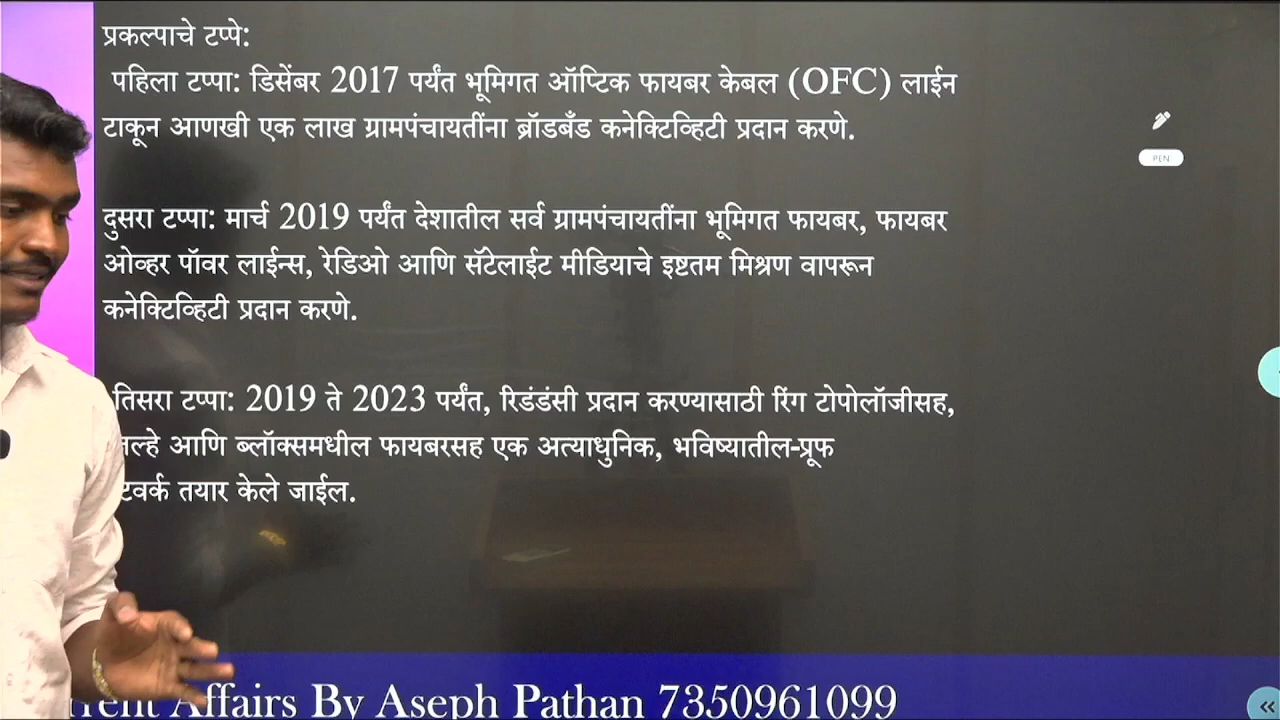 प्रकल्पाचे टप्पे:
पहिला टप्पा: डिसेंबर 2017 पर्यंत भूमिगत ऑप्टिक फायबर केबल (OFC) लाईन
टाकून आणखी एक लाख ग्रामपंचायतींना ब्रॉडबँड कनेक्टिव्हिटी प्रदान करणे.
PEN
दुसरा टप्पा: मार्च 2019 पर्यंत देशातील सर्व ग्रामपंचायतींना भूमिगत फायबर, फायबर
ओव्हर पॉवर लाईन्स, रेडिओ आणि सॅटेलाईट मीडियाचे इष्टतम मिश्रण वापरून
कनेक्टिव्हिटी प्रदान करणे.
तिसरा टप्पा: 2019 ते 2023 पर्यंत, रिडंडंसी प्रदान करण्यासाठी रिंग टोपोलॉजीसह,
आणि ब्लॉक्समधील फायबरसह एक अत्याधुनिक, भविष्यातील-प्रूफ
तयार केले जाईल.
Affairs By Aseph Pathan 7350961099